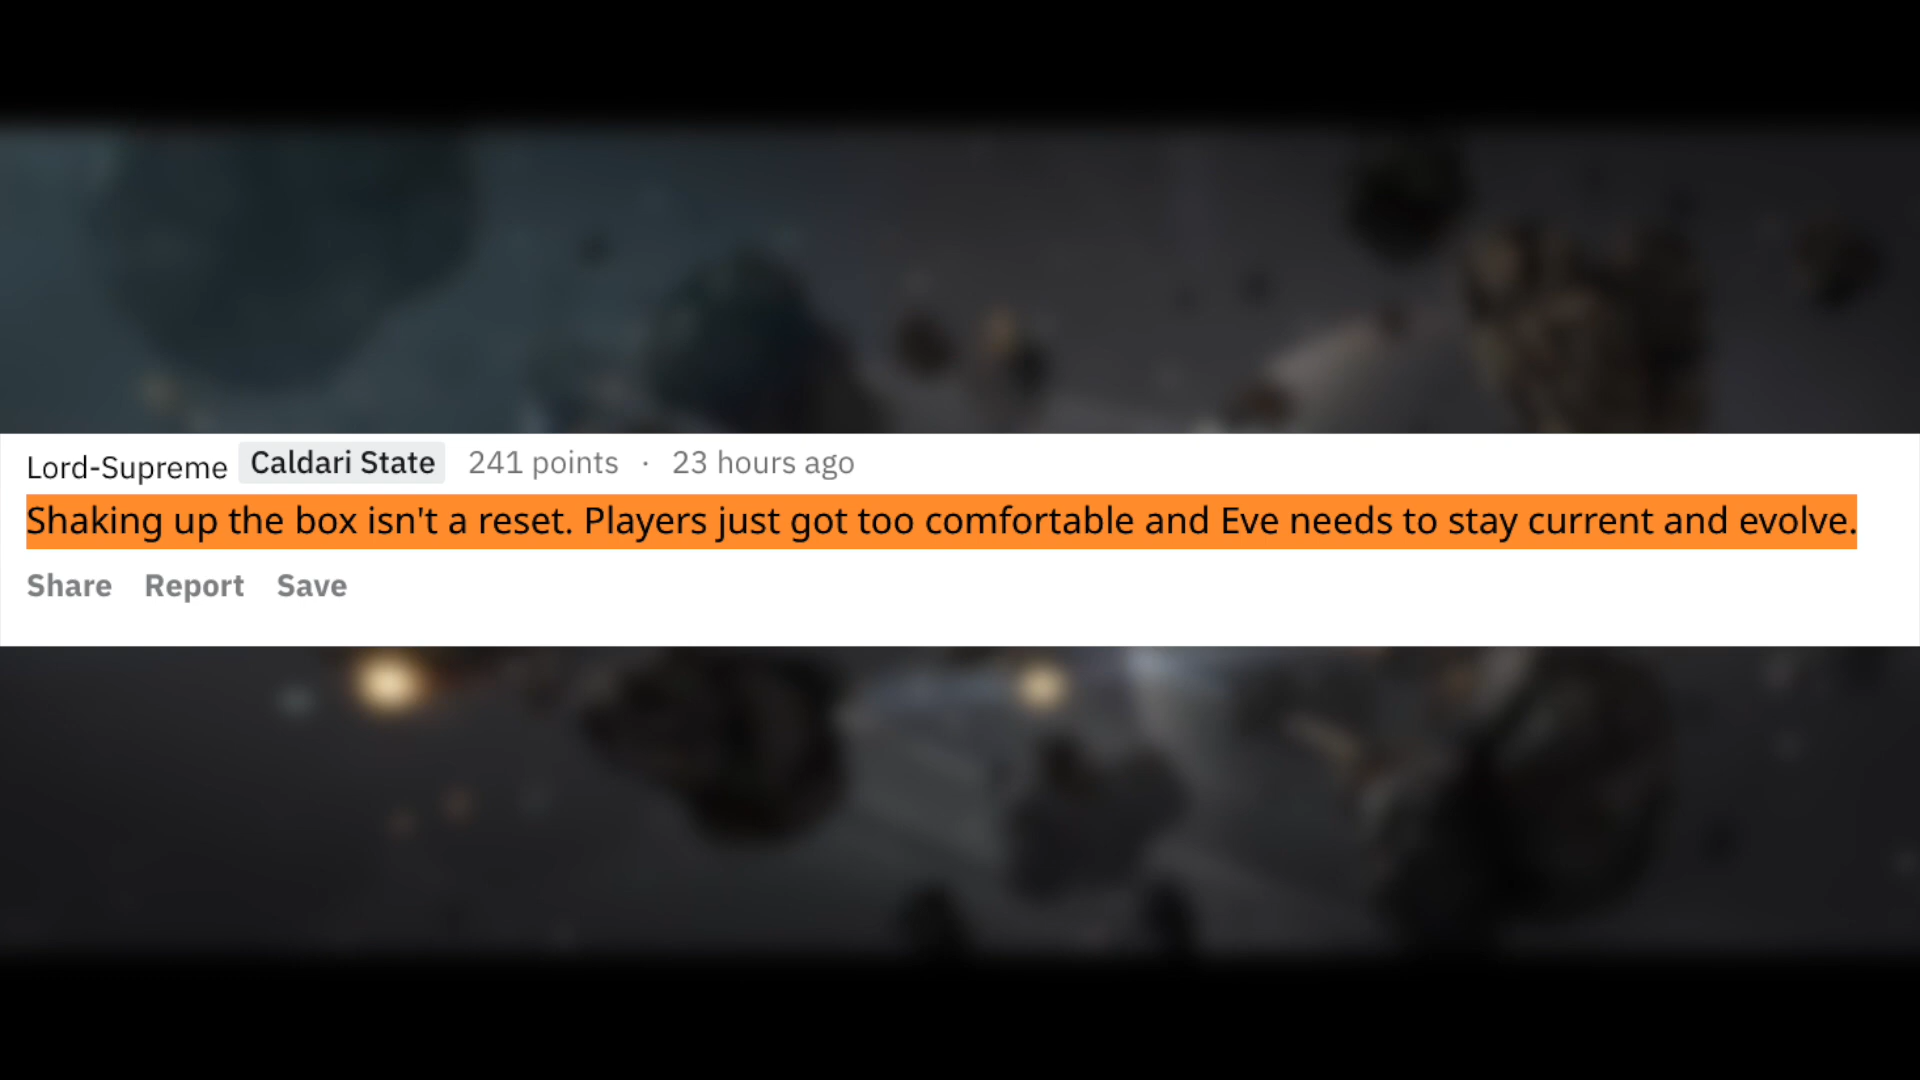 Lord-Supreme Caldari State 241 points · 23 hours ago
Shaking up the box isn't a reset. Players just got too comfortable and Eve needs to stay current and evolve.
Share Report Save